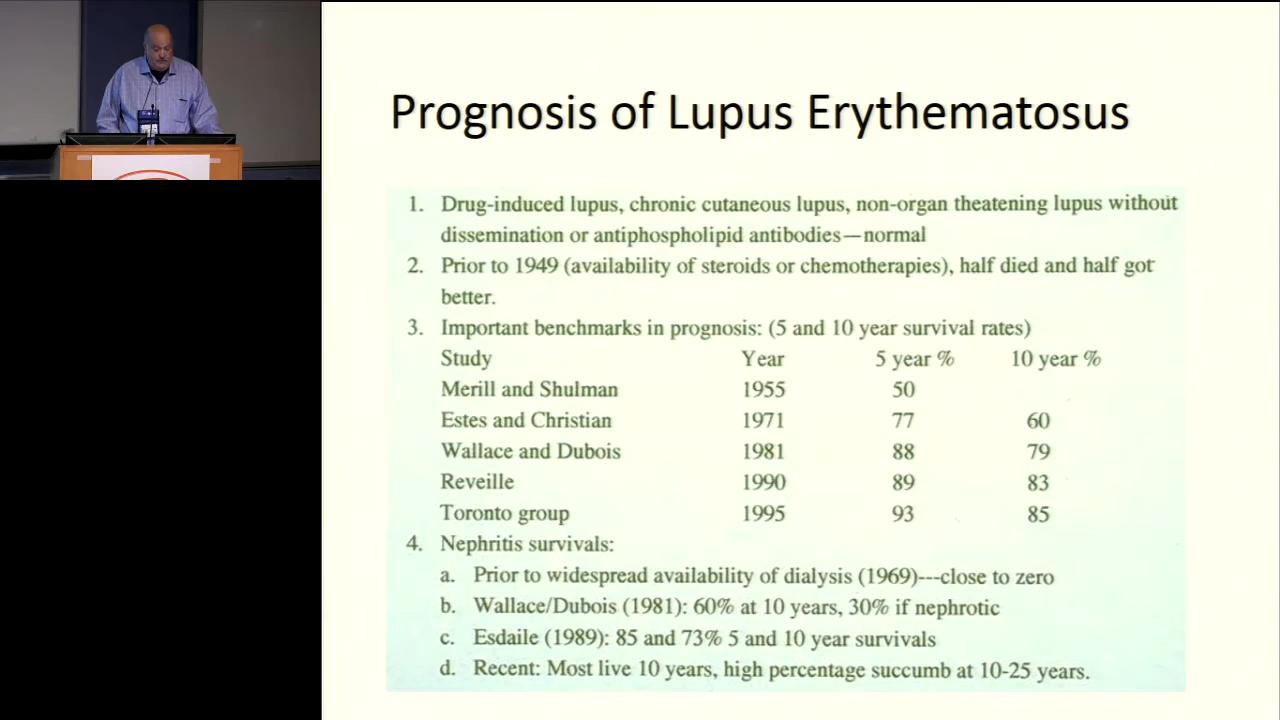 Prognosis of Lupus Erythematosus
1. Drug-induced lupus, chronic cutaneous lupus, non-organ theatening lupus without
dissemination or antiphospholipid antibodies—normal
2. Prior to 1949 (availability of steroids or chemotherapies), half died and half got
better.
3. Important benchmarks in prognosis: (5 and 10 year survival rates)
Study Year 5 year % 10 year %
Merill and Shulman 1955 50
Estes and Christian 1971 77 60
Wallace and Dubois 1981 88 79
Reveille 1990 89 83
Toronto group 1995 93 85
4. Nephritis survivals:
a. Prior to widespread availability of dialysis (1969)---close to zero
b. Wallace/Dubois (1981): 60% at 10 years, 30% if nephrotic
c. Esdaile (1989): 85 and 73% 5 and 10 year survivals
d. Recent: Most live 10 years, high percentage succumb at 10-25 years.